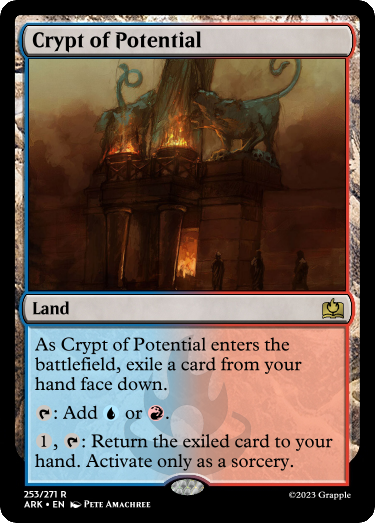 Crypt of Potential
Land
As Crypt of Potential enters the
battlefield, exile a card from your
hand face down.
: Add or .
1 , : Return the exiled card to your
hand. Activate only as a sorcery.
253/271 R
ARK • EN Pete Amachree
©2023 Grapple